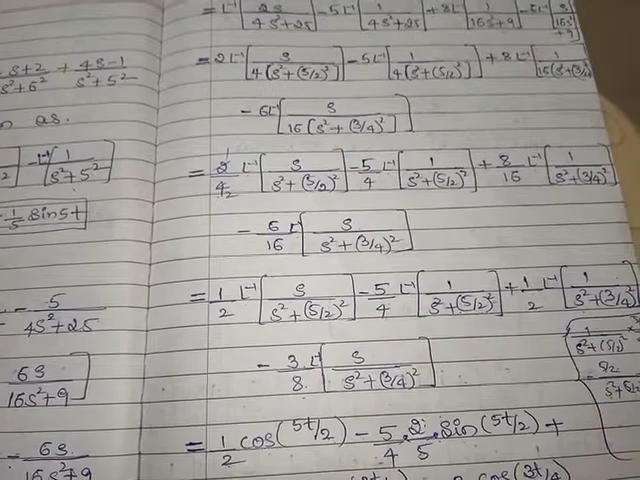 s+2/s²+6² + 4s-1/s²+5²
as.
- L⁻¹[1/s²+5²]
1/5 sin5t
- 5/4s²+25
6s/16s²+9]
- 6s/16s²+9
= L⁻¹[2s/4s²+25] - 5L⁻¹[1/4s²+25] + 8L⁻¹[1/16s²+9] - 6L⁻¹[s/16s²+9]
= 2L⁻¹[s/4(s²+(5/2)²)] - 5L⁻¹[1/4(s²+(5/2)²)] + 8L⁻¹[1/16(s²+(3/4)²
- 6L⁻¹[s/16(s²+(3/4)²)]
= 2/4 L⁻¹[s/s²+(5/2)²] - 5/4 L⁻¹[1/s²+(5/2)²] + 8/16 L⁻¹[1/s²+(3/4)²]
- 6/16 L⁻¹[s/s²+(3/4)²]
= 1/2 L⁻¹[s/s²+(5/2)²] - 5/4 L⁻¹[1/s²+(5/2)²] + 1/2 L⁻¹[1/s²+(3/4)²]
- 3/8 L⁻¹[s/s²+(3/4)²]
1/s²+(5/2)²
= 1/2 cos(5t/2) - 5/4 . 2/5 . sin(5t/2) +
cos(3t/4)